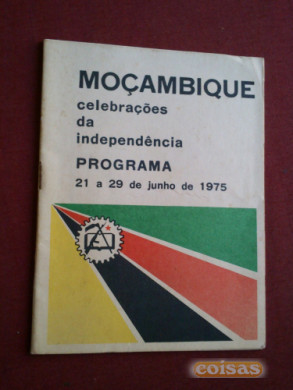 MOÇAMBIQUE
celebrações
da
independência
PROGRAMA
21 a 29 de junho de 1975
coisas